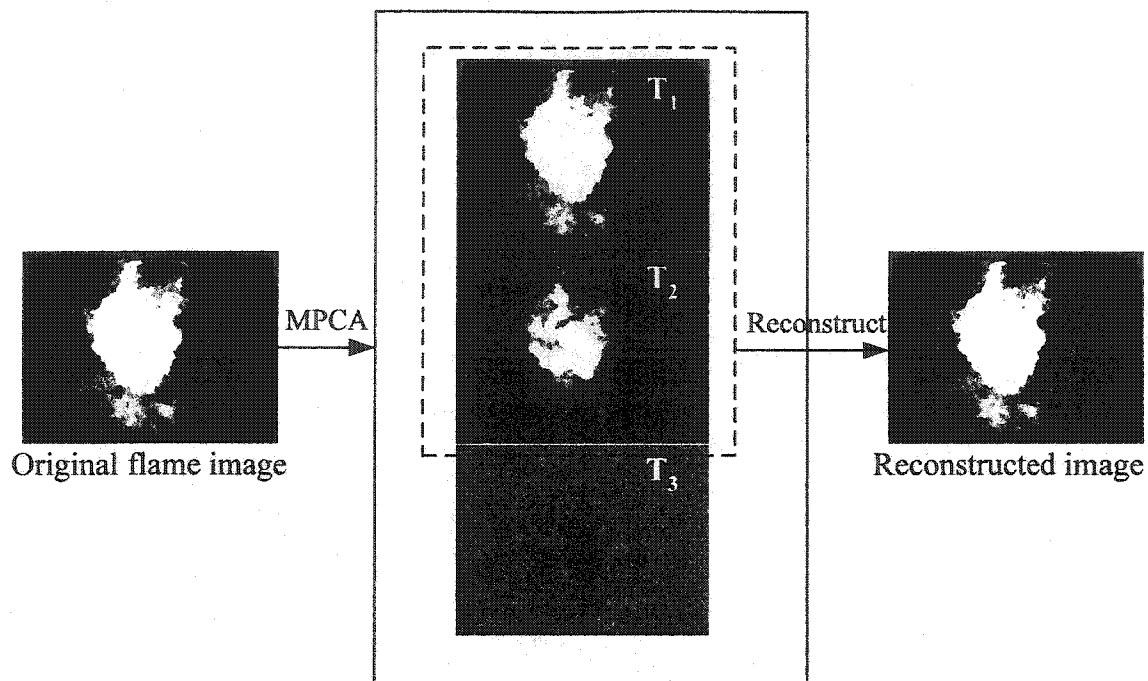 T₁
T₂
MPCA
Reconstruct
Original flame image
Reconstructed image
T₃